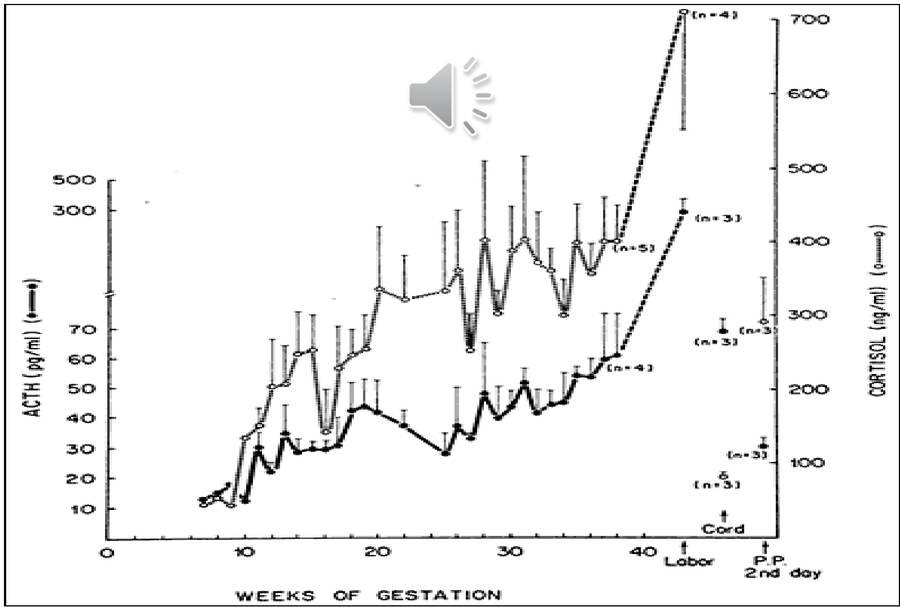 (n=4)
700
600
500
500
300
(n=3)
400
(n=5)
300
70
(n=3)
(n=3)
60
(n=4)
200
50
40
30
(n=3)
100
20
(n=3)
10
Cord
0
10
20
30
40
Labor
P.P.
2nd day
WEEKS OF GESTATION
ACTH (pg/ml) (●━━●)
CORTISOL (ng/ml) (o┉┉o)